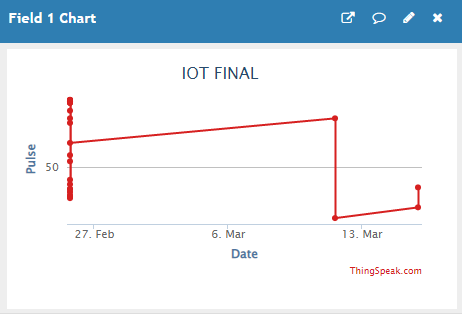 Field 1 Chart
IOT FINAL
Pulse
50
27. Feb 6. Mar 13. Mar
Date
ThingSpeak.com